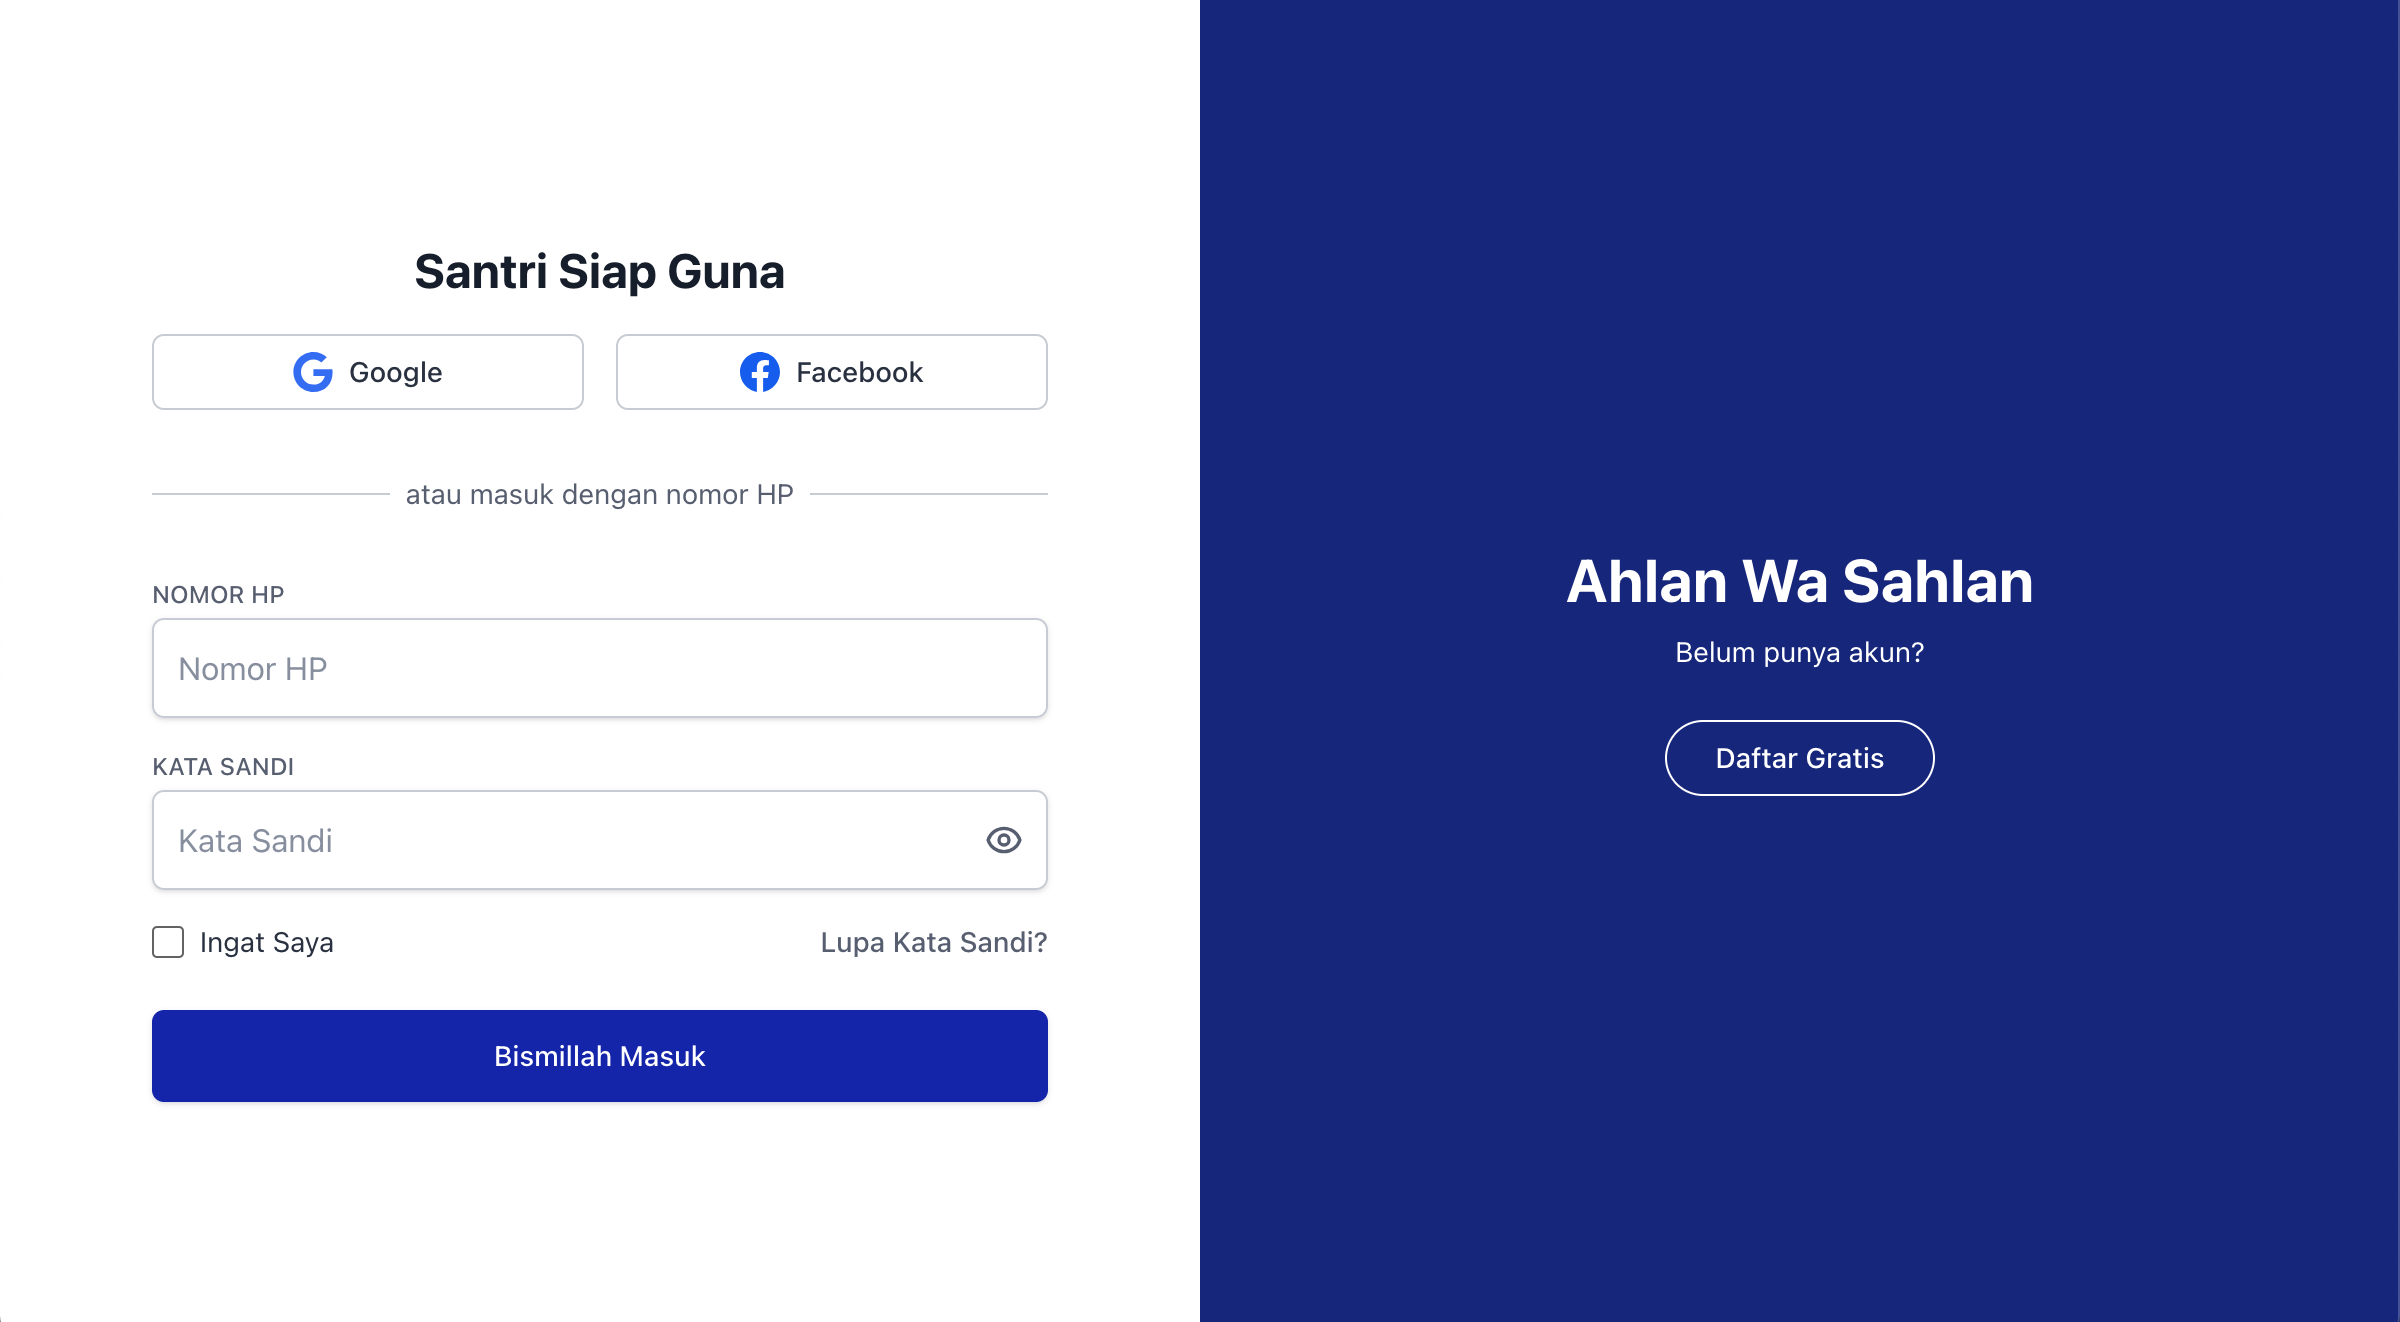 Santri Siap Guna
Google
Facebook
atau masuk dengan nomor HP
NOMOR HP
Nomor HP
KATA SANDI
Kata Sandi
Ingat Saya
Lupa Kata Sandi?
Bismillah Masuk
Ahlan Wa Sahlan
Belum punya akun?
Daftar Gratis